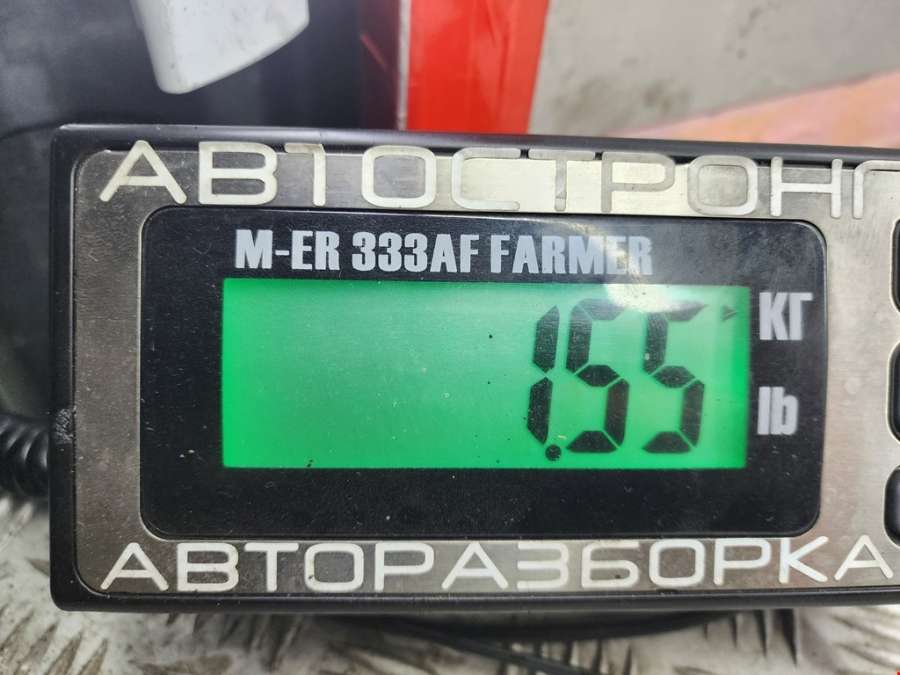 АВТОСТРОНГ
M-ER 333AF FARMER
1.55
КГ
lb
АВТОРАЗБОРКА